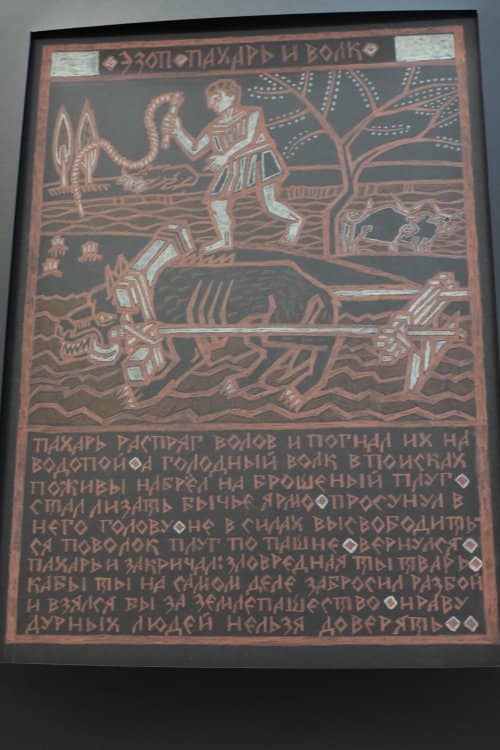 ЭЗОП ПАХАРЬ И ВОЛК
ПАХАРЬ РАСПРЯГ ВОЛОВ И ПОГНАЛ ИХ НА
ВОДОПОЙ А ГОЛОДНЫЙ ВОЛК В ПОИСКАХ
ПОЖИВЫ НАБРЁЛ НА БРОШЕНЫЙ ПЛУГ
СТАЛ ЛИЗАТЬ БЫЧЬЕ ЯРМО ПРОСУНУЛ В
НЕГО ГОЛОВУ НЕ В СИЛАХ ВЫСВОБОДИТЬ-
СЯ ПОВОЛОК ПЛУГ ПО ПАШНЕ ВЕРНУЛСЯ
ПАХАРЬ И ЗАКРИЧАЛ: ЗЛОВРЕДНАЯ ТЫ ТВАРЬ
КАБЫ ТЫ НА САМОМ ДЕЛЕ ЗАБРОСИЛ РАЗБОЙ
И ВЗЯЛСЯ БЫ ЗА ЗЕМЛЕПАШЕСТВО НРАВУ
ДУРНЫХ ЛЮДЕЙ НЕЛЬЗЯ ДОВЕРЯТЬ